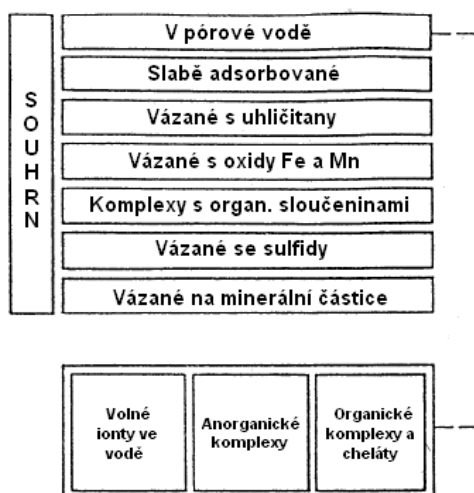 SOUHRN
V pórové vodě
Slabě adsorbované
Vázané s uhličitany
Vázané s oxidy Fe a Mn
Komplexy s organ. sloučeninami
Vázané se sulfidy
Vázané na minerální částice
Volné
ionty ve
vodě
Anorganické
komplexy
Organické
komplexy a
cheláty